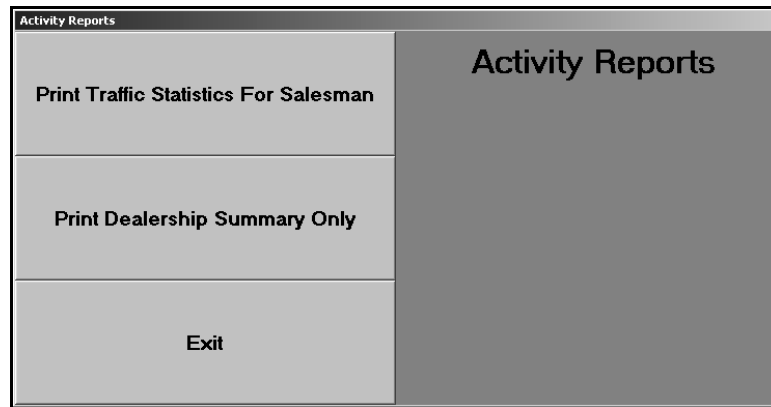 Activity Reports
Print Traffic Statistics For Salesman
Activity Reports
Print Dealership Summary Only
Exit